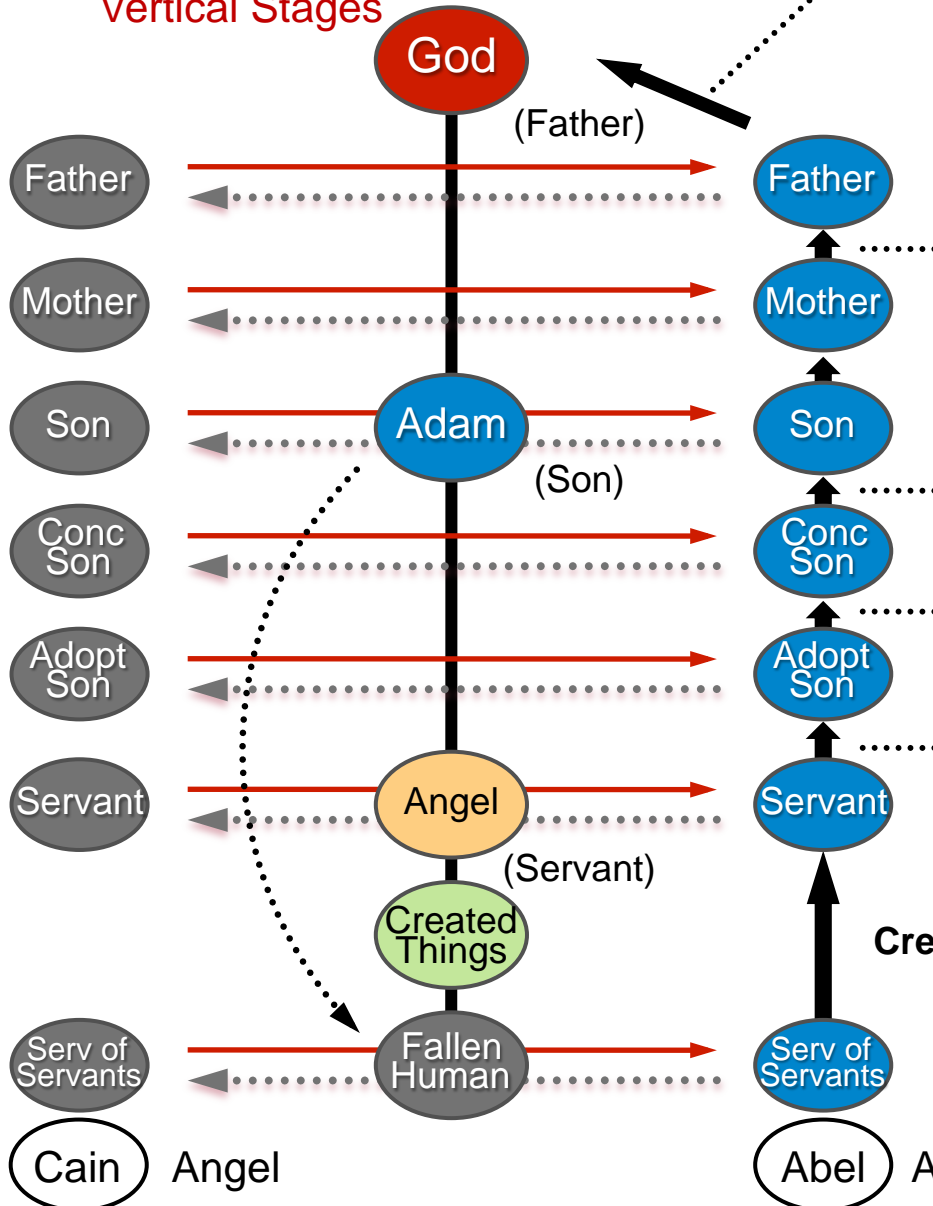 Vertical Stages
God
(Father)
Father
Father
Mother
Mother
Son
Adam
Son
(Son)
Conc
Son
Conc
Son
Adopt
Son
Adopt
Son
Servant
Angel
Servant
(Servant)
Created
Things
Cre
Serv of
Servants
Fallen
Human
Serv of
Servants
Cain
Angel
Abel
A